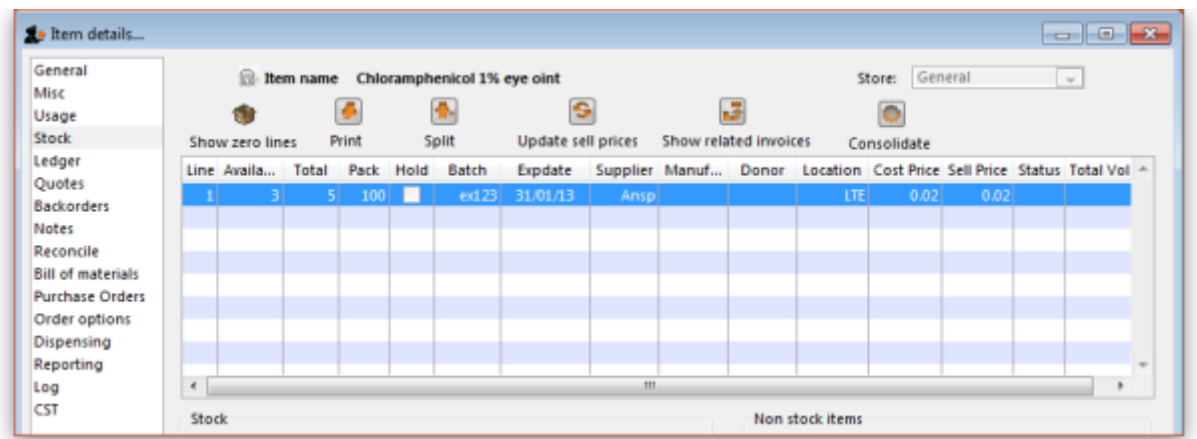 Item details...
General
Misc
Usage
Stock
Ledger
Quotes
Backorders
Notes
Reconcile
Bill of materials
Purchase Orders
Order options
Dispensing
Reporting
Log
CST
Item name Chloramphenicol 1% eye oint Store: General
Show zero lines Print Split Update sell prices Show related invoices Consolidate
Line Availa... Total Pack Hold Batch Expdate Supplier Manuf... Donor Location Cost Price Sell Price Status Total Vol
1 3 5 100 ex123 31/01/13 Ansp LTE 0.02 0.02
Stock Non stock items